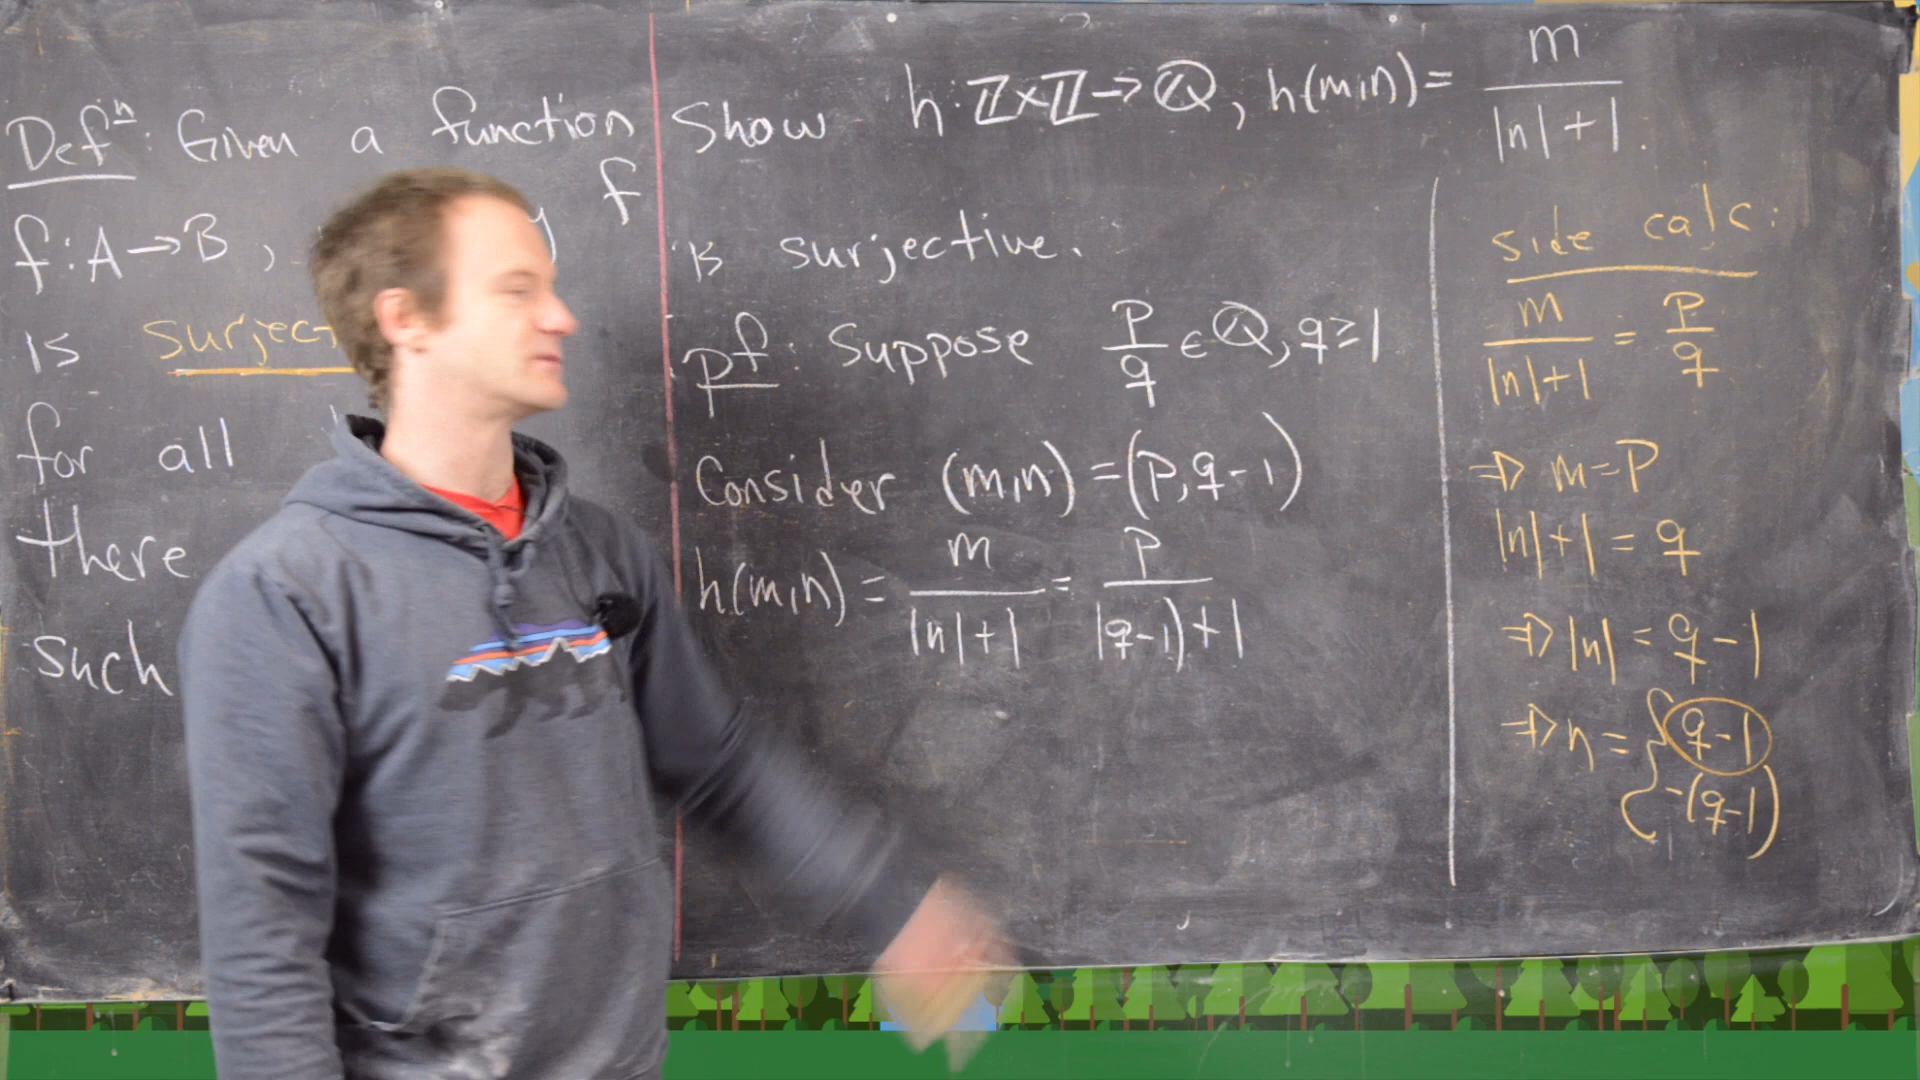 Defⁿ: Given a function
f: A → B, f
is
for all
there
such
Show h: ℤ×ℤ → ℚ, h(m,n) = m/(|n|+1).
is surjective.
pf: Suppose p/q ∈ ℚ, q ≥ 1
Consider (m,n) = (p, q-1)
h(m,n) = m/(|n|+1) = p/(|q-1|+1)
side calc:
m/(|n|+1) = p/q
⇒ m = p
|n|+1 = q
⇒ |n| = q-1
⇒ n = { q-1
-(q-1)